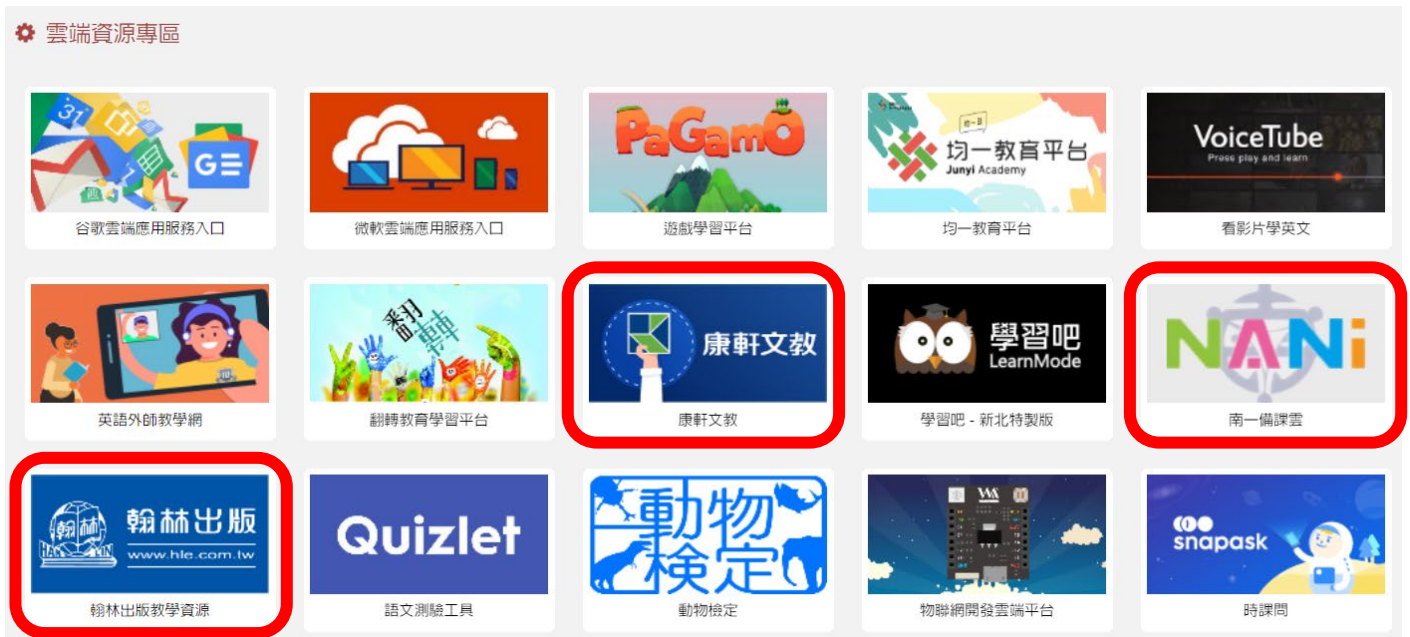 雲端資源專區
31
G
谷歌雲端應用服務入口
微軟雲端應用服務入口
PaGamO
遊戲學習平台
均一教育平台
Junyi Academy
均一教育平台
VoiceTube
Press play and learn
看影片學英文
英語外師教學網
翻轉
翻轉教育學習平台
康軒文教
康軒文教
學習吧
LearnMode
學習吧 - 新北特製版
NANi
南一備課雲
翰林
HAN LIN
翰林出版
www.hle.com.tw
翰林出版教學資源
Quizlet
語文測驗工具
動物
検定
動物檢定
物聯網開發雲端平台
snapask
時課問